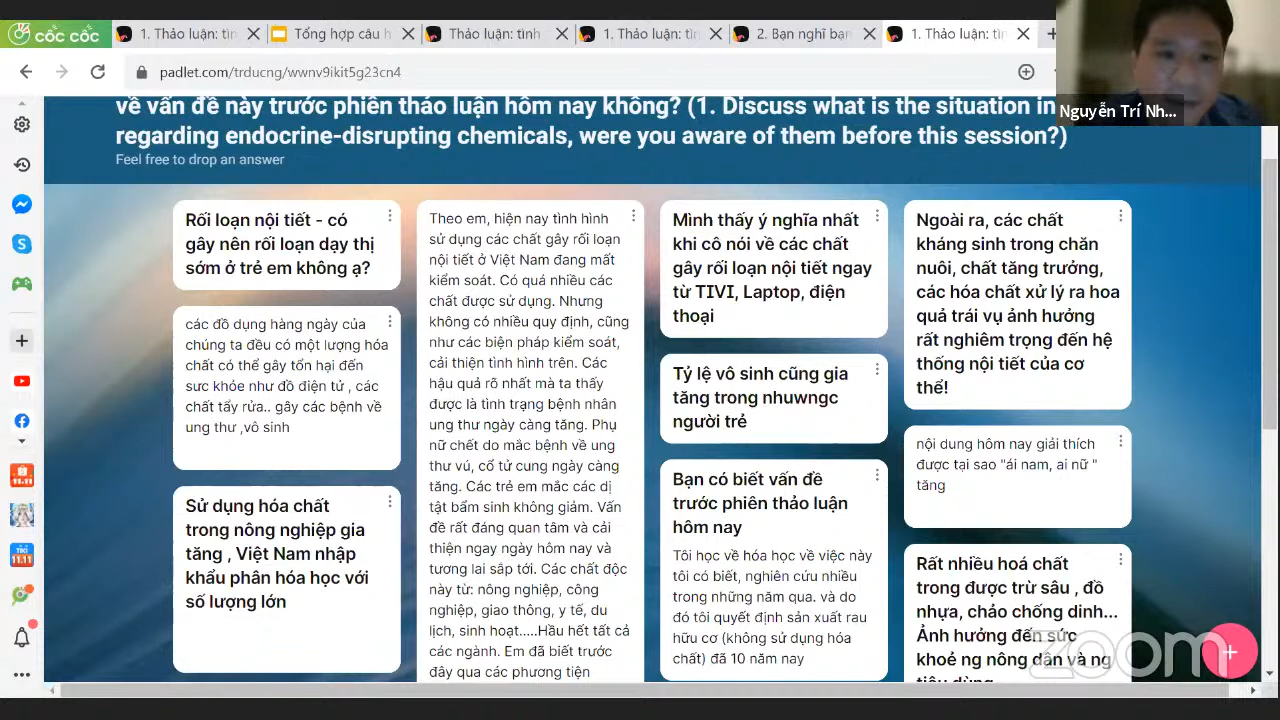 cốc cốc
1. Thảo luận: tìn
Tổng hợp câu h
Thảo luận: tình
1. Thảo luận: tìn
2. Bạn nghĩ bạn
1. Thảo luận: tìn
padlet.com/trducng/wwnv9ikit5g23cn4
Nguyễn Trí Nh...
về vấn đề này trước phiên thảo luận hôm nay không? (1. Discuss what is the situation in
regarding endocrine-disrupting chemicals, were you aware of them before this session?)
Feel free to drop an answer
Rối loạn nội tiết - có
gây nên rối loạn dạy thị
sớm ở trẻ em không ạ?
các đồ dụng hàng ngày của
chúng ta đều có một lượng hóa
chất có thể gây tổn hại đến
sưc khỏe như đồ điện tử , các
chất tẩy rửa.. gây các bệnh về
ung thư ,vô sinh
Sử dụng hóa chất
trong nông nghiệp gia
tăng , Việt Nam nhập
khẩu phân hóa học với
số lượng lớn
Theo em, hiện nay tình hình
sử dụng các chất gây rối loạn
nội tiết ở Việt Nam đang mất
kiểm soát. Có quá nhiều các
chất được sử dụng. Nhưng
không có nhiều quy định, cũng
như các biện pháp kiểm soát,
cải thiện tình hình trên. Các
hậu quả rõ nhất mà ta thấy
được là tình trạng bệnh nhân
ung thư ngày càng tăng. Phụ
nữ chết do mắc bệnh về ung
thư vú, cổ tử cung ngày càng
tăng. Các trẻ em mắc các dị
tật bẩm sinh không giảm. Vấn
đề rất đáng quan tâm và cải
thiện ngay ngày hôm nay và
tương lai sắp tới. Các chất độc
này từ: nông nghiệp, công
nghiệp, giao thông, y tế, du
lịch, sinh hoạt.....Hầu hết tất cả
các ngành. Em đã biết trước
đây qua các phương tiện
Mình thấy ý nghĩa nhất
khi cô nói về các chất
gây rối loạn nội tiết ngay
từ TIVI, Laptop, điện
thoại
Tỷ lệ vô sinh cũng gia
tăng trong nhuwngc
người trẻ
Bạn có biết vấn đề
trước phiên thảo luận
hôm nay
Tôi học về hóa học về việc này
tôi có biết, nghiên cứu nhiều
trong những năm qua. và do
đó tôi quyết định sản xuất rau
hữu cơ (không sử dụng hóa
chất) đã 10 năm nay
Ngoài ra, các chất
kháng sinh trong chăn
nuôi, chất tăng trưởng,
các hóa chất xử lý ra hoa
quả trái vụ ảnh hưởng
rất nghiêm trọng đến hệ
thống nội tiết của cơ
thể!
nội dung hôm nay giải thích
được tại sao "ái nam, ai nữ "
tăng
Rất nhiều hoá chất
trong được trừ sâu , đồ
nhựa, chảo chống dinh...
Ảnh hưởng đến sức
khoẻ ng nông dân và ng
tiêu dùng
zoom